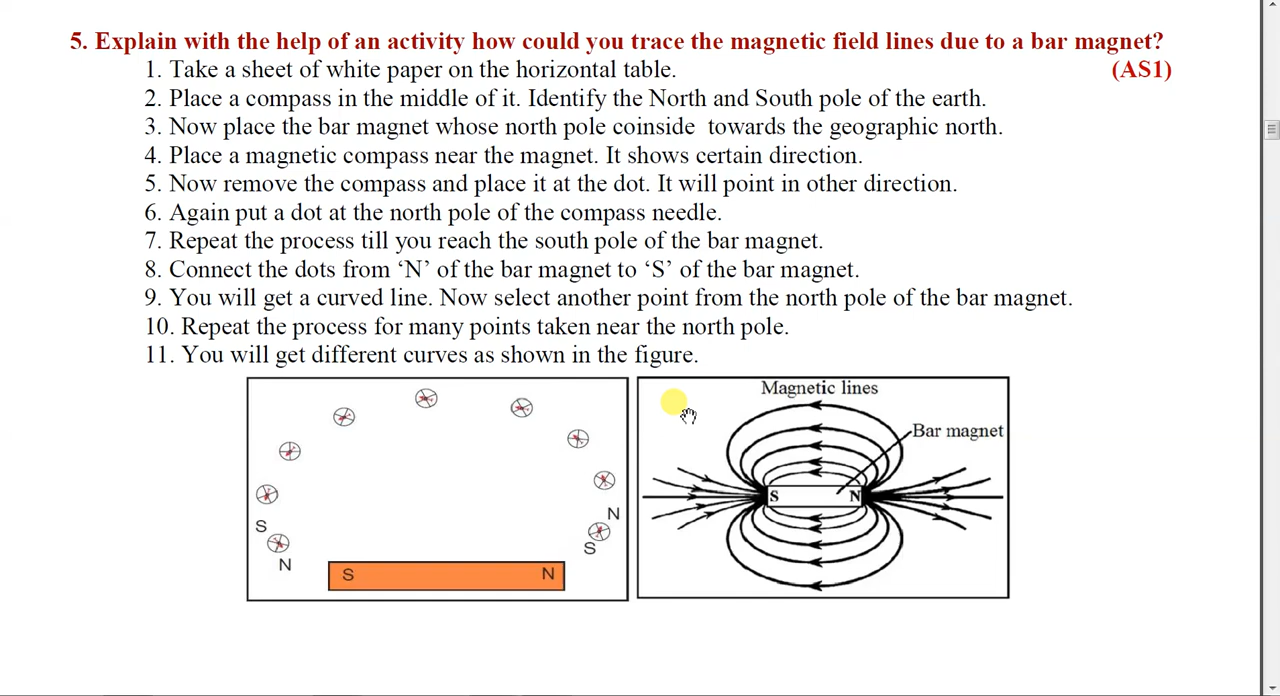 5. Explain with the help of an activity how could you trace the magnetic field lines due to a bar magnet?
1. Take a sheet of white paper on the horizontal table. (AS1)
2. Place a compass in the middle of it. Identify the North and South pole of the earth.
3. Now place the bar magnet whose north pole coinside towards the geographic north.
4. Place a magnetic compass near the magnet. It shows certain direction.
5. Now remove the compass and place it at the dot. It will point in other direction.
6. Again put a dot at the north pole of the compass needle.
7. Repeat the process till you reach the south pole of the bar magnet.
8. Connect the dots from ‘N’ of the bar magnet to ‘S’ of the bar magnet.
9. You will get a curved line. Now select another point from the north pole of the bar magnet.
10. Repeat the process for many points taken near the north pole.
11. You will get different curves as shown in the figure.
S
N
N
S
S N
Magnetic lines
Bar magnet
S N